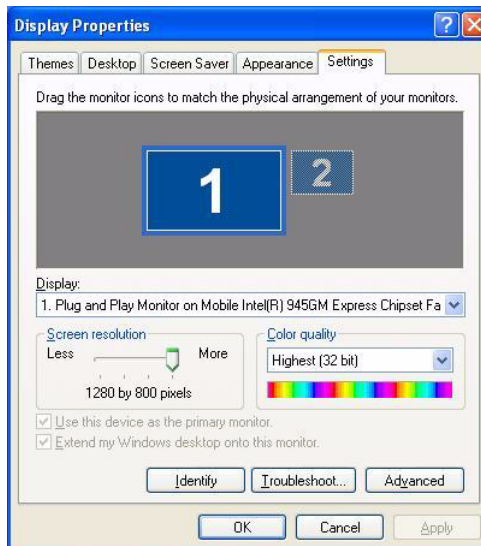 Display Properties
Themes Desktop Screen Saver Appearance Settings
Drag the monitor icons to match the physical arrangement of your monitors.
1 2
Display:
1. Plug and Play Monitor on Mobile Intel(R) 945GM Express Chipset Fa
Screen resolution Color quality
Less More Highest (32 bit)
1280 by 800 pixels
Use this device as the primary monitor.
Extend my Windows desktop onto this monitor.
Identify Troubleshoot... Advanced
OK Cancel Apply